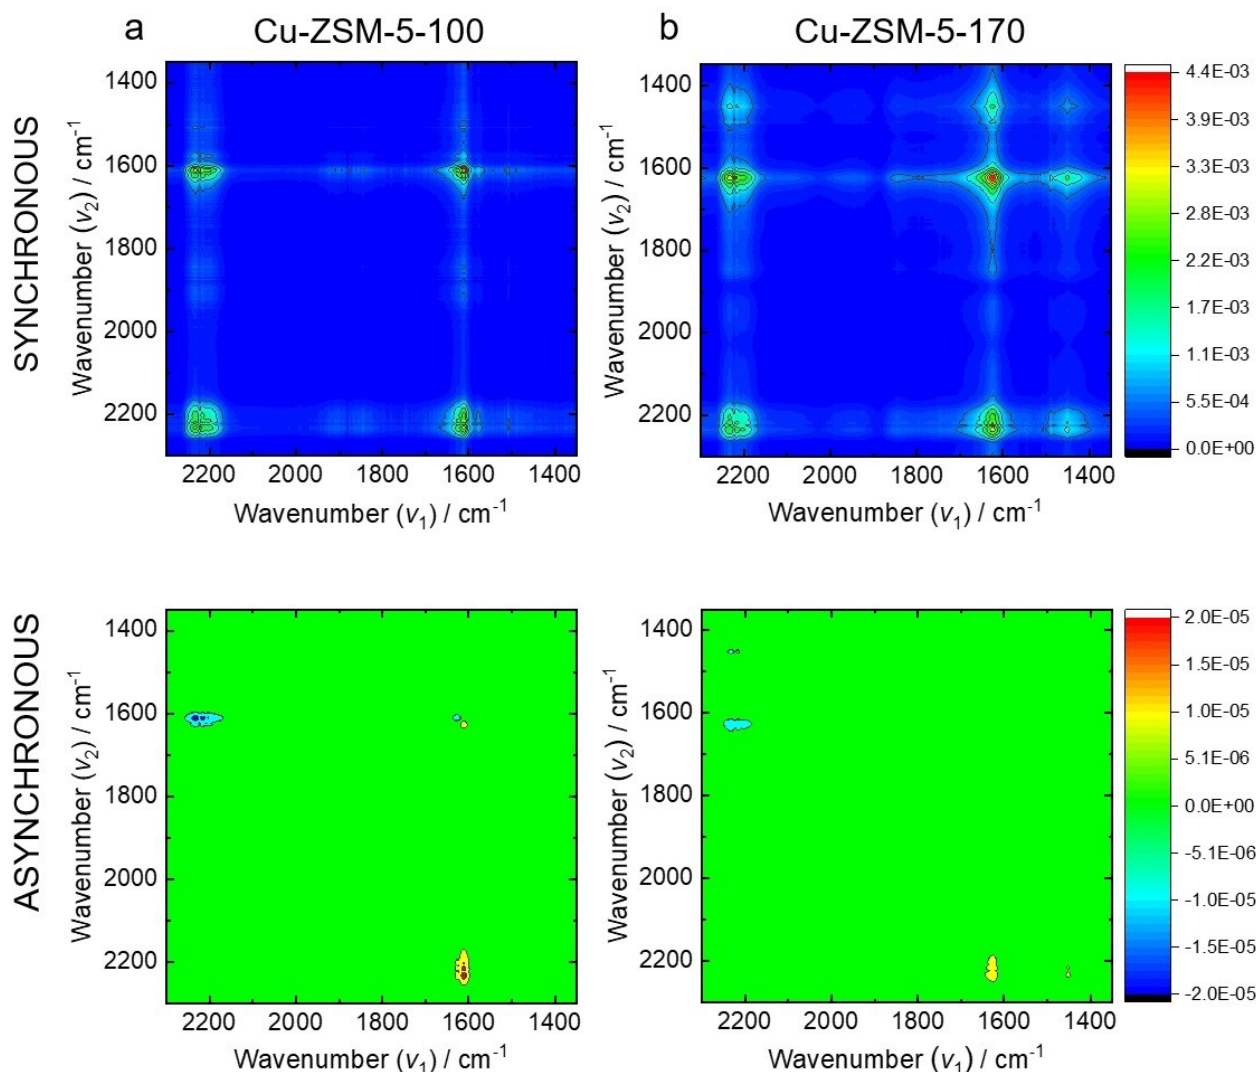 a Cu-ZSM-5-100
b Cu-ZSM-5-170
SYNCHRONOUS
Wavenumber (v₂) / cm⁻¹
1400
1600
1800
2000
2200
2200 2000 1800 1600 1400
Wavenumber (v₁) / cm⁻¹
Wavenumber (v₂) / cm⁻¹
1400
1600
1800
2000
2200
2200 2000 1800 1600 1400
Wavenumber (v₁) / cm⁻¹
4.4E-03
3.9E-03
3.3E-03
2.8E-03
2.2E-03
1.7E-03
1.1E-03
5.5E-04
0.0E+00
ASYNCHRONOUS
Wavenumber (v₂) / cm⁻¹
1400
1600
1800
2000
2200
2200 2000 1800 1600 1400
Wavenumber (v₁) / cm⁻¹
Wavenumber (v₂) / cm⁻¹
1400
1600
1800
2000
2200
2200 2000 1800 1600 1400
Wavenumber (v₁) / cm⁻¹
2.0E-05
1.5E-05
1.0E-05
5.1E-06
0.0E+00
-5.1E-06
-1.0E-05
-1.5E-05
-2.0E-05